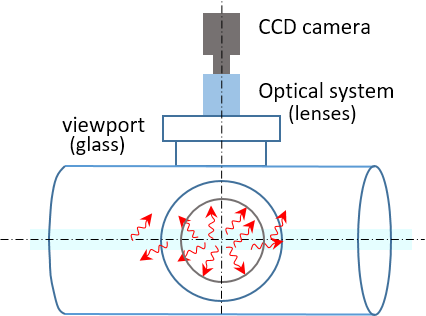 CCD camera
Optical system
(lenses)
viewport
(glass)